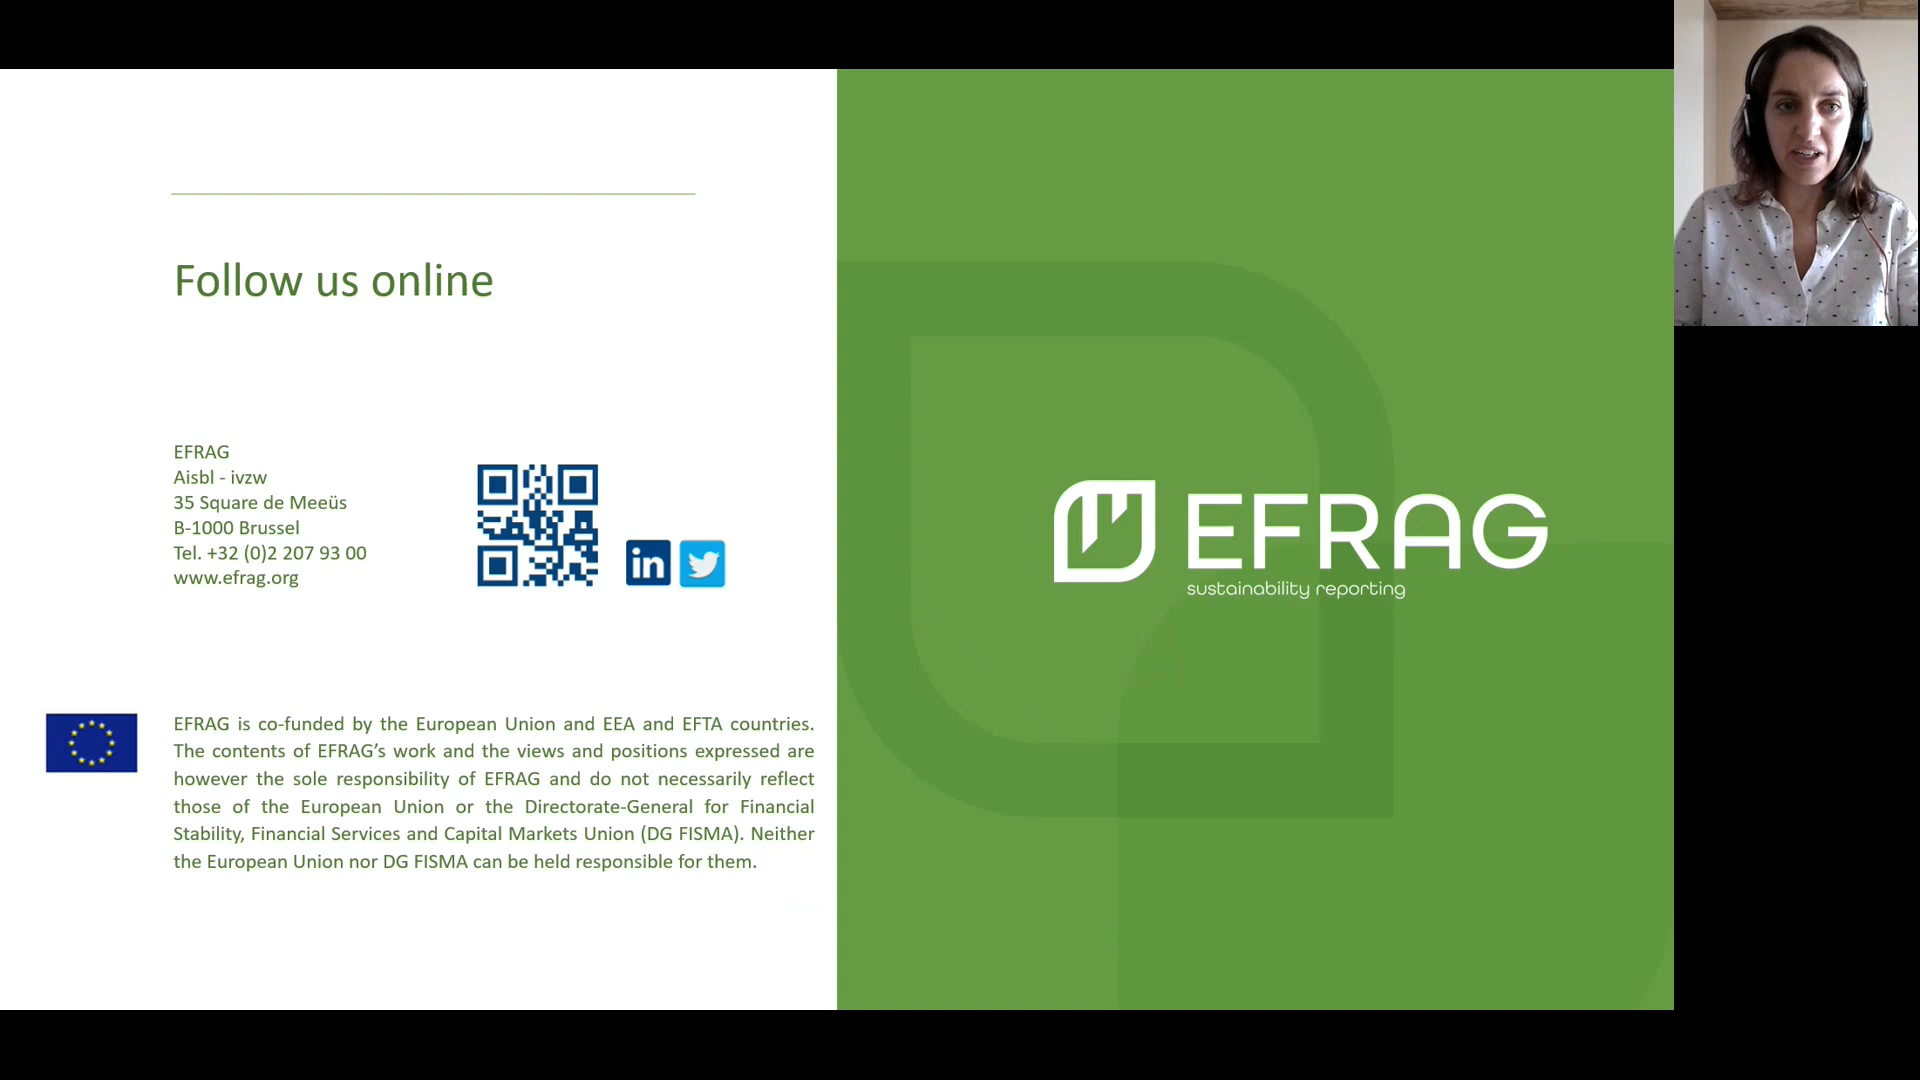 Follow us online
EFRAG
Aisbl - ivzw
35 Square de Meeüs
B-1000 Brussel
Tel. +32 (0)2 207 93 00
www.efrag.org
in
EFRAG is co-funded by the European Union and EEA and EFTA countries.
The contents of EFRAG’s work and the views and positions expressed are
however the sole responsibility of EFRAG and do not necessarily reflect
those of the European Union or the Directorate-General for Financial
Stability, Financial Services and Capital Markets Union (DG FISMA). Neither
the European Union nor DG FISMA can be held responsible for them.
EFRAG
sustainability reporting